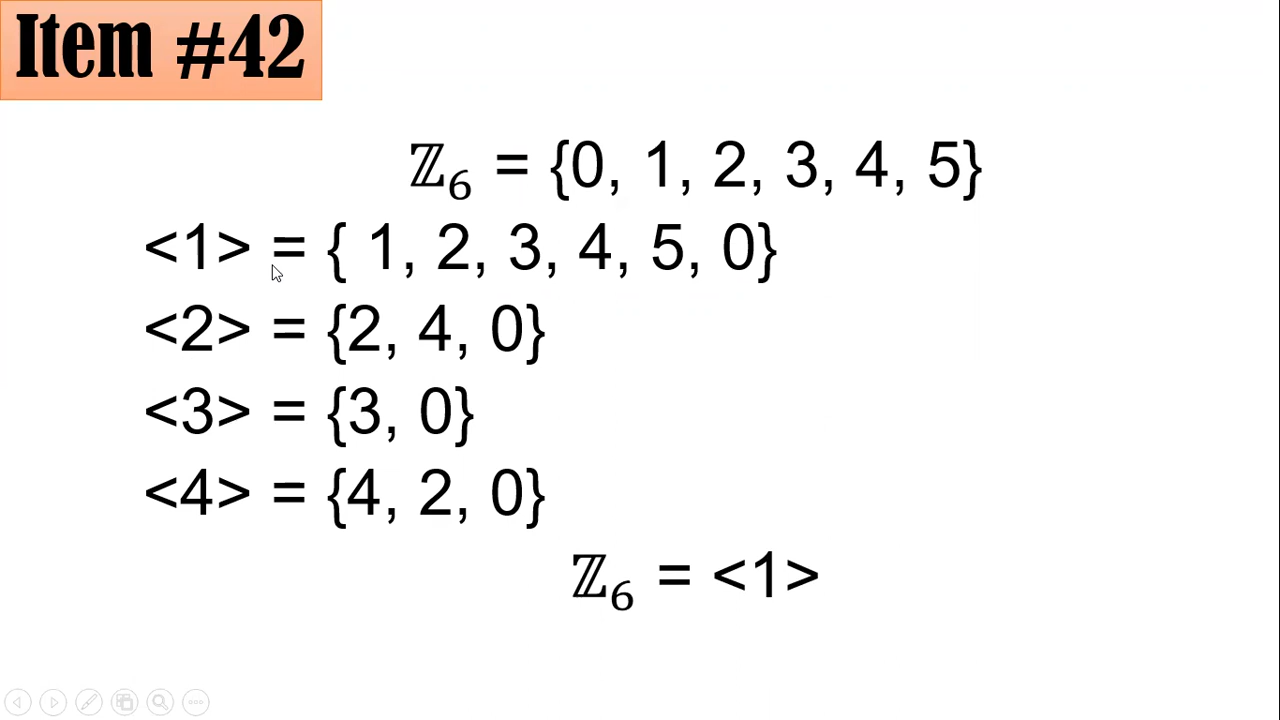 Item #42
ℤ₆ = {0, 1, 2, 3, 4, 5}
<1> = { 1, 2, 3, 4, 5, 0}
<2> = {2, 4, 0}
<3> = {3, 0}
<4> = {4, 2, 0}
ℤ₆ = <1>